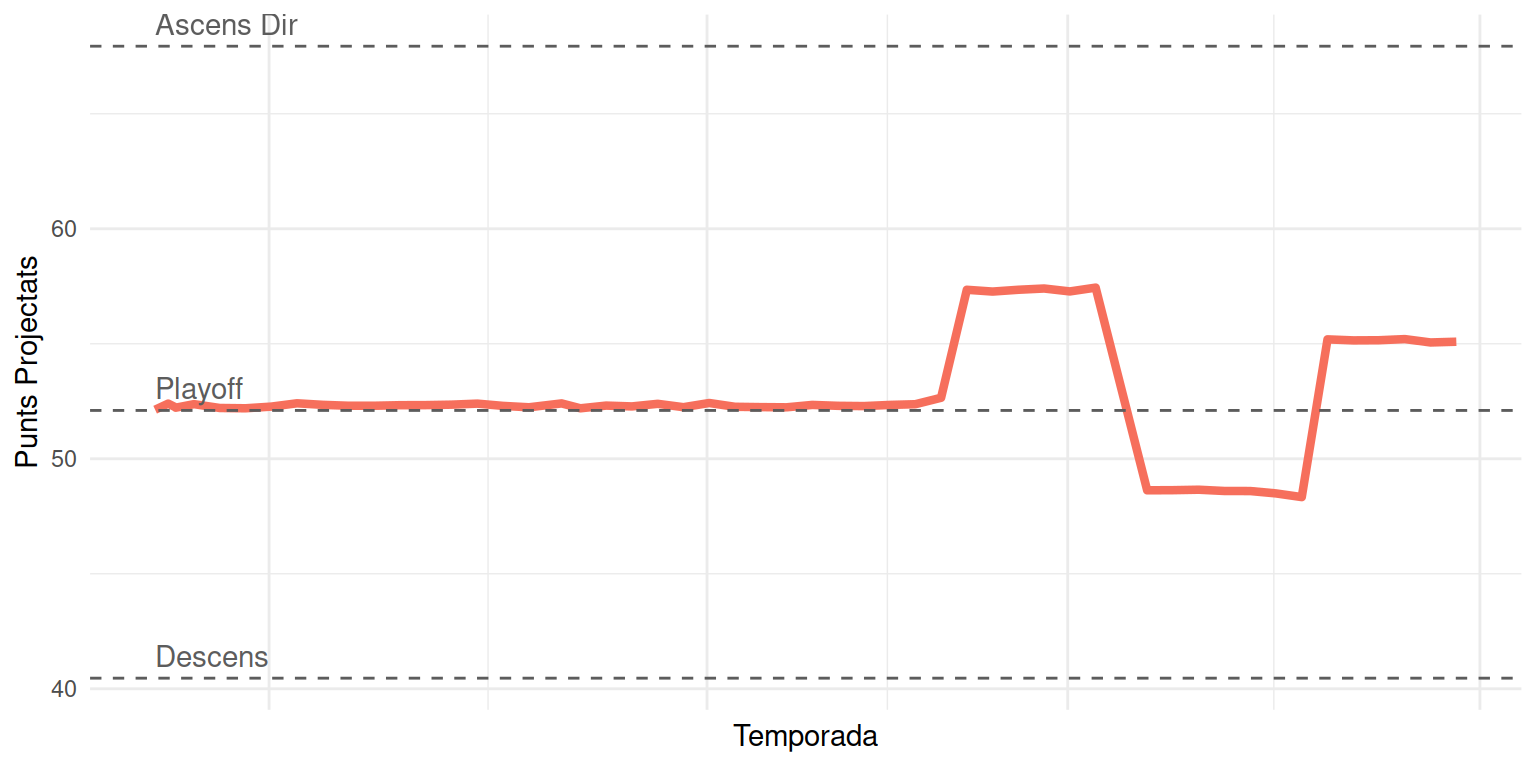 Ascens Dir
60
Playoff
50
Descens
40
Punts Projectats
Temporada